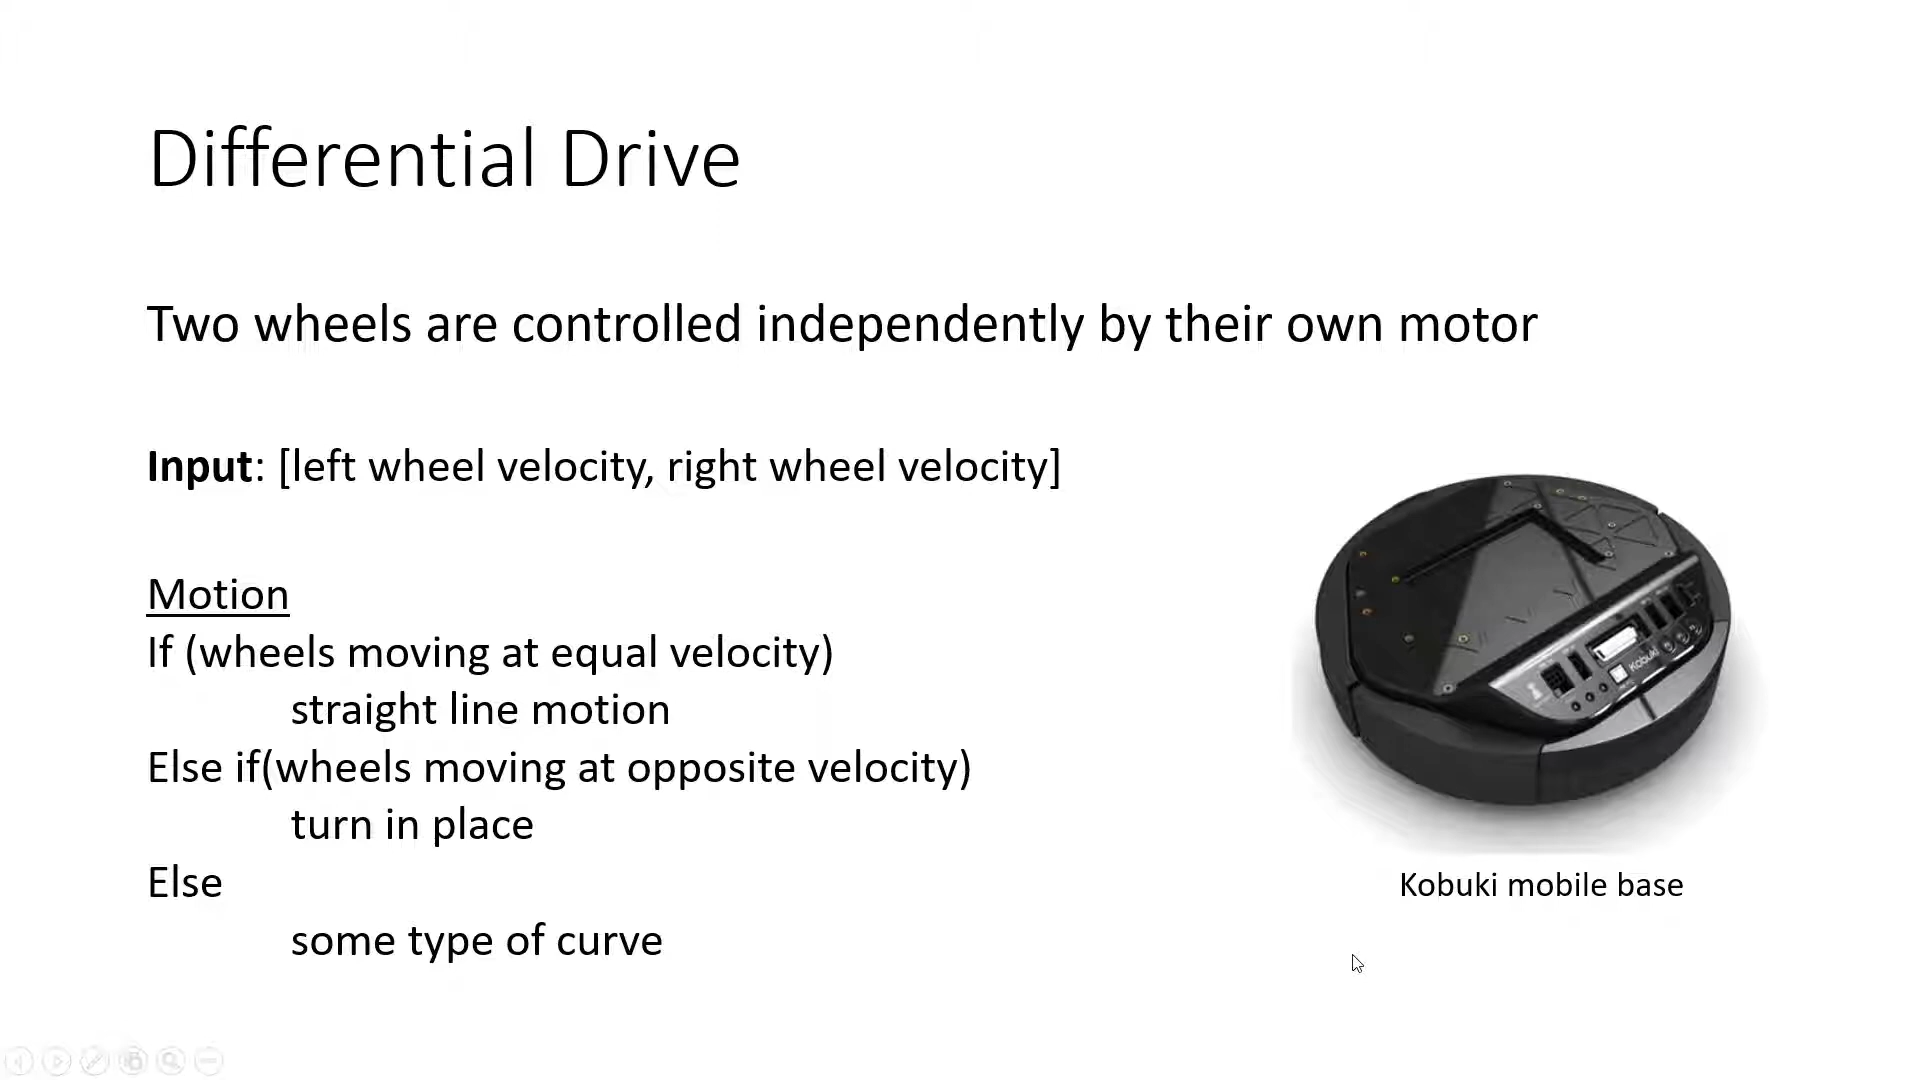 Differential Drive
Two wheels are controlled independently by their own motor
Input: [left wheel velocity, right wheel velocity]
Motion
If (wheels moving at equal velocity)
straight line motion
Else if(wheels moving at opposite velocity)
turn in place
Else
some type of curve
Kobuki
Kobuki mobile base